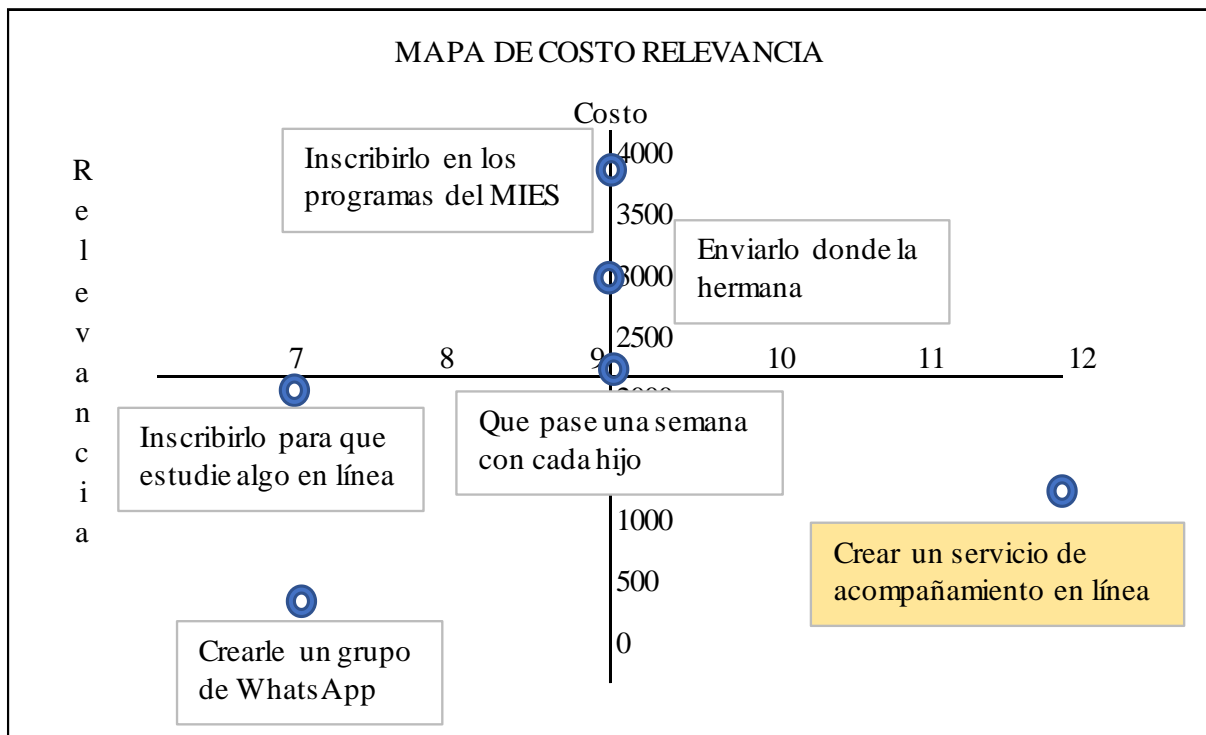 MAPA DE COSTO RELEVANCIA
Costo
Relevancia
Inscribirlo en los
programas del MIES
4000
3500
Enviarlo donde la
hermana
3000
2500
7 8 9 10 11 12
Inscribirlo para que
estudie algo en línea
Que pase una semana
con cada hijo
1000
500
0
Crear un servicio de
acompañamiento en línea
Crearle un grupo
de WhatsApp